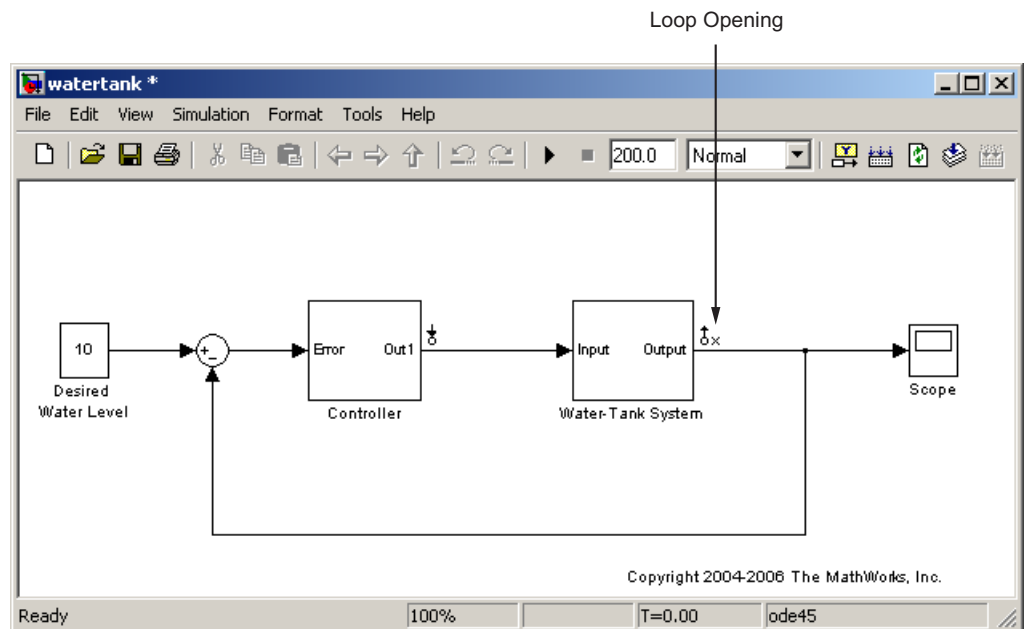 Loop Opening
watertank *
File Edit View Simulation Format Tools Help
200.0 Normal
10
Desired
Water Level
+
-
Error Out1
Controller
Input Output
Water-Tank System
x
Scope
Copyright 2004-2006 The MathWorks, Inc.
Ready 100% T=0.00 ode45